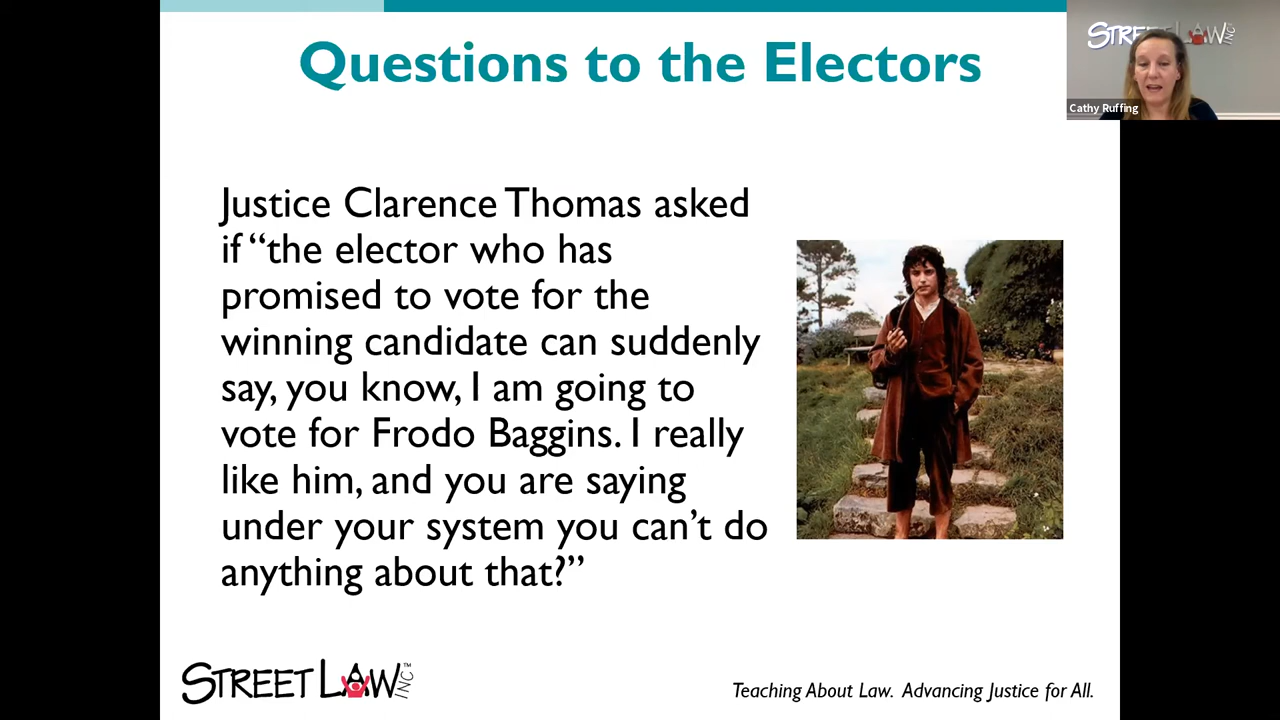 Questions to the Electors
STREET LAW INC
Cathy Ruffing
Justice Clarence Thomas asked
if “the elector who has
promised to vote for the
winning candidate can suddenly
say, you know, I am going to
vote for Frodo Baggins. I really
like him, and you are saying
under your system you can’t do
anything about that?”
STREET LAW INC™
Teaching About Law. Advancing Justice for All.